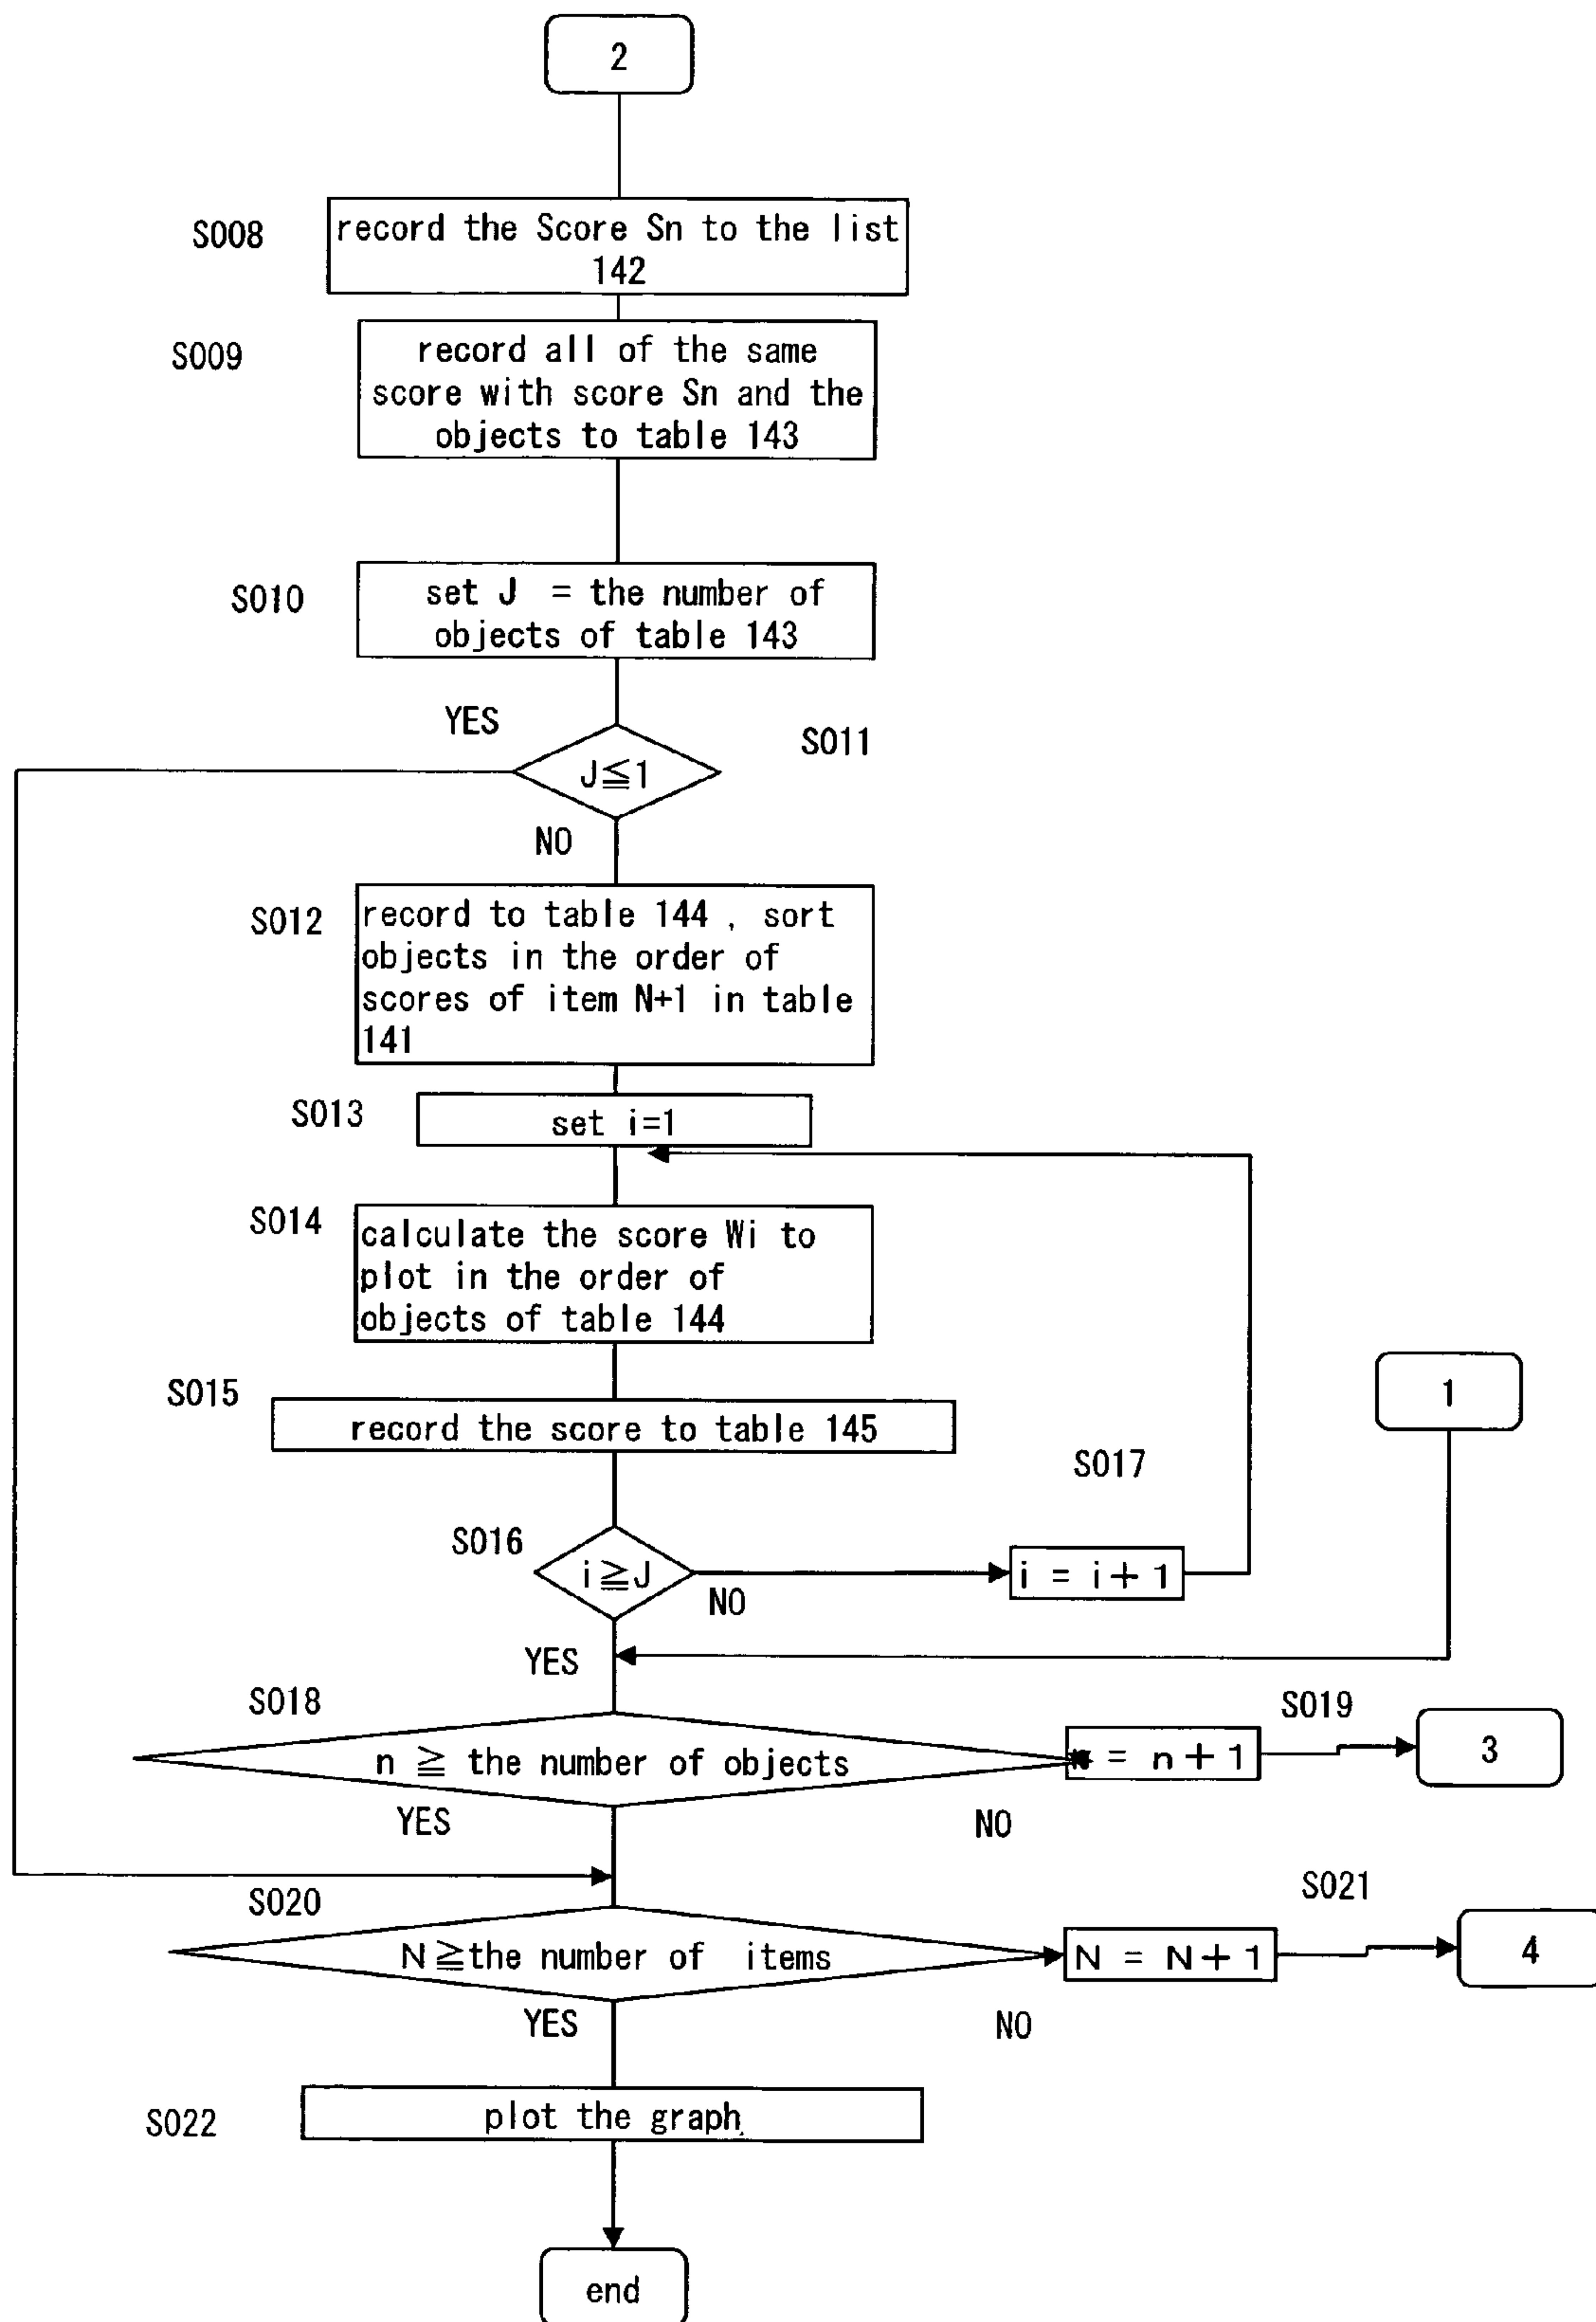 2
S008
record the Score Sn to the list
142
S009
record all of the same
score with score Sn and the
objects to table 143
S010
set J = the number of
objects of table 143
YES
S011
J≦1
NO
S012
record to table 144 , sort
objects in the order of
scores of item N+1 in table
141
S013
set i=1
S014
calculate the score Wi to
plot in the order of
objects of table 144
1
S015
record the score to table 145
S017
S016
i≧J
NO
i = i+1
YES
S018
S019
n ≧ the number of objects
= n+1
3
YES
NO
S020
S021
N≧the number of items
N = N+1
4
YES
NO
S022
plot the graph
end